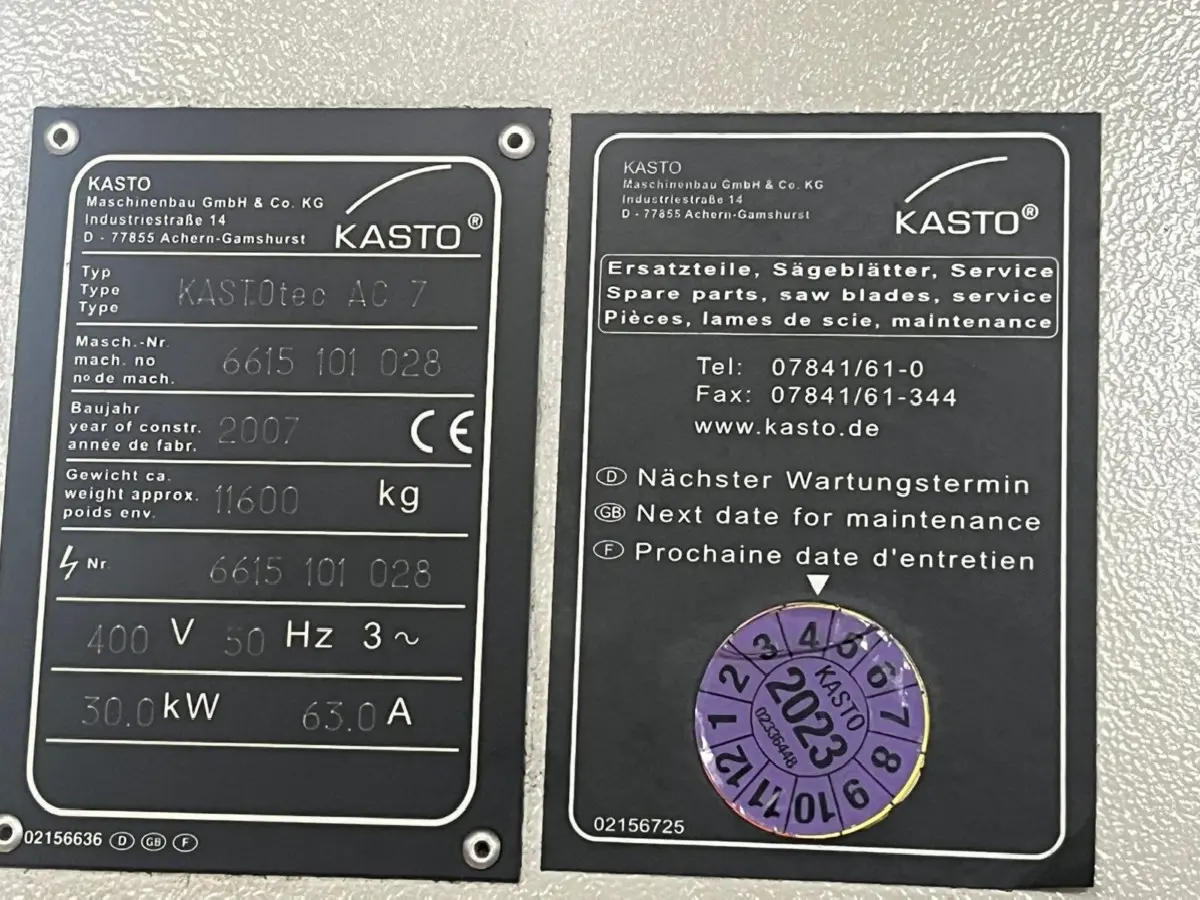 KASTO
Maschinenbau GmbH & Co. KG
Industriestraße 14
D - 77855 Achern-Gamshurst
KASTO®
Typ
Type
Type
KASTOtec AC 7
Masch.-Nr.
mach. no
nº de mach.
6615 101 028
Baujahr
year of constr.
année de fabr.
2007
CE
Gewicht ca.
weight approx.
poids env.
11600 kg
Nr.
6615 101 028
400 V 50 Hz 3 ~
30.0 kW 63.0 A
02156636 D GB F
KASTO
Maschinenbau GmbH & Co. KG
Industriestraße 14
D - 77855 Achern-Gamshurst
KASTO®
Ersatzteile, Sägeblätter, Service
Spare parts, saw blades, service
Pièces, lames de scie, maintenance
Tel: 07841/61-0
Fax: 07841/61-344
www.kasto.de
D Nächster Wartungstermin
GB Next date for maintenance
F Prochaine date d'entretien
1 2 3 4 5 6 7 8 9 10 11 12
KASTO
2023
02336448
02156725